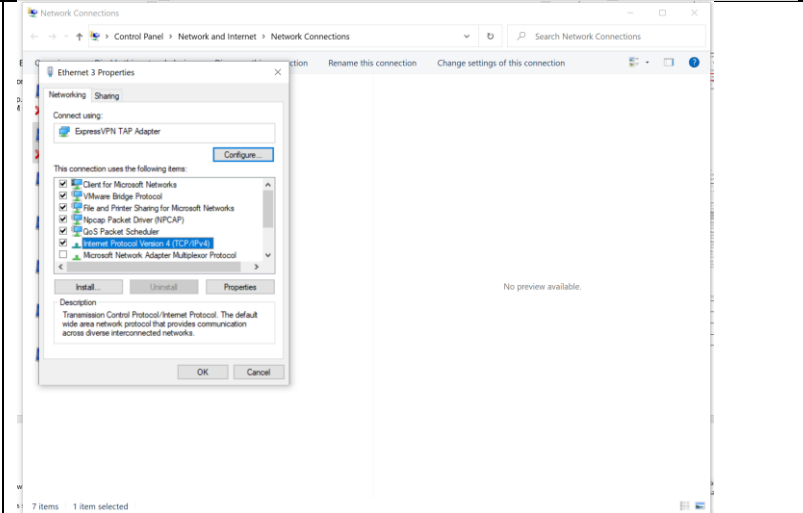 Network Connections
Control Panel > Network and Internet > Network Connections
Search Network Connections
ction Rename this connection Change settings of this connection
Ethernet 3 Properties
Networking Sharing
Connect using:
ExpressVPN TAP Adapter
Configure...
This connection uses the following items:
Client for Microsoft Networks
VMware Bridge Protocol
File and Printer Sharing for Microsoft Networks
Npcap Packet Driver (NPCAP)
QoS Packet Scheduler
Internet Protocol Version 4 (TCP/IPv4)
Microsoft Network Adapter Multiplexor Protocol
Install... Uninstall Properties
Description
Transmission Control Protocol/Internet Protocol. The default
wide area network protocol that provides communication
across diverse interconnected networks.
OK Cancel
No preview available.
7 items 1 item selected